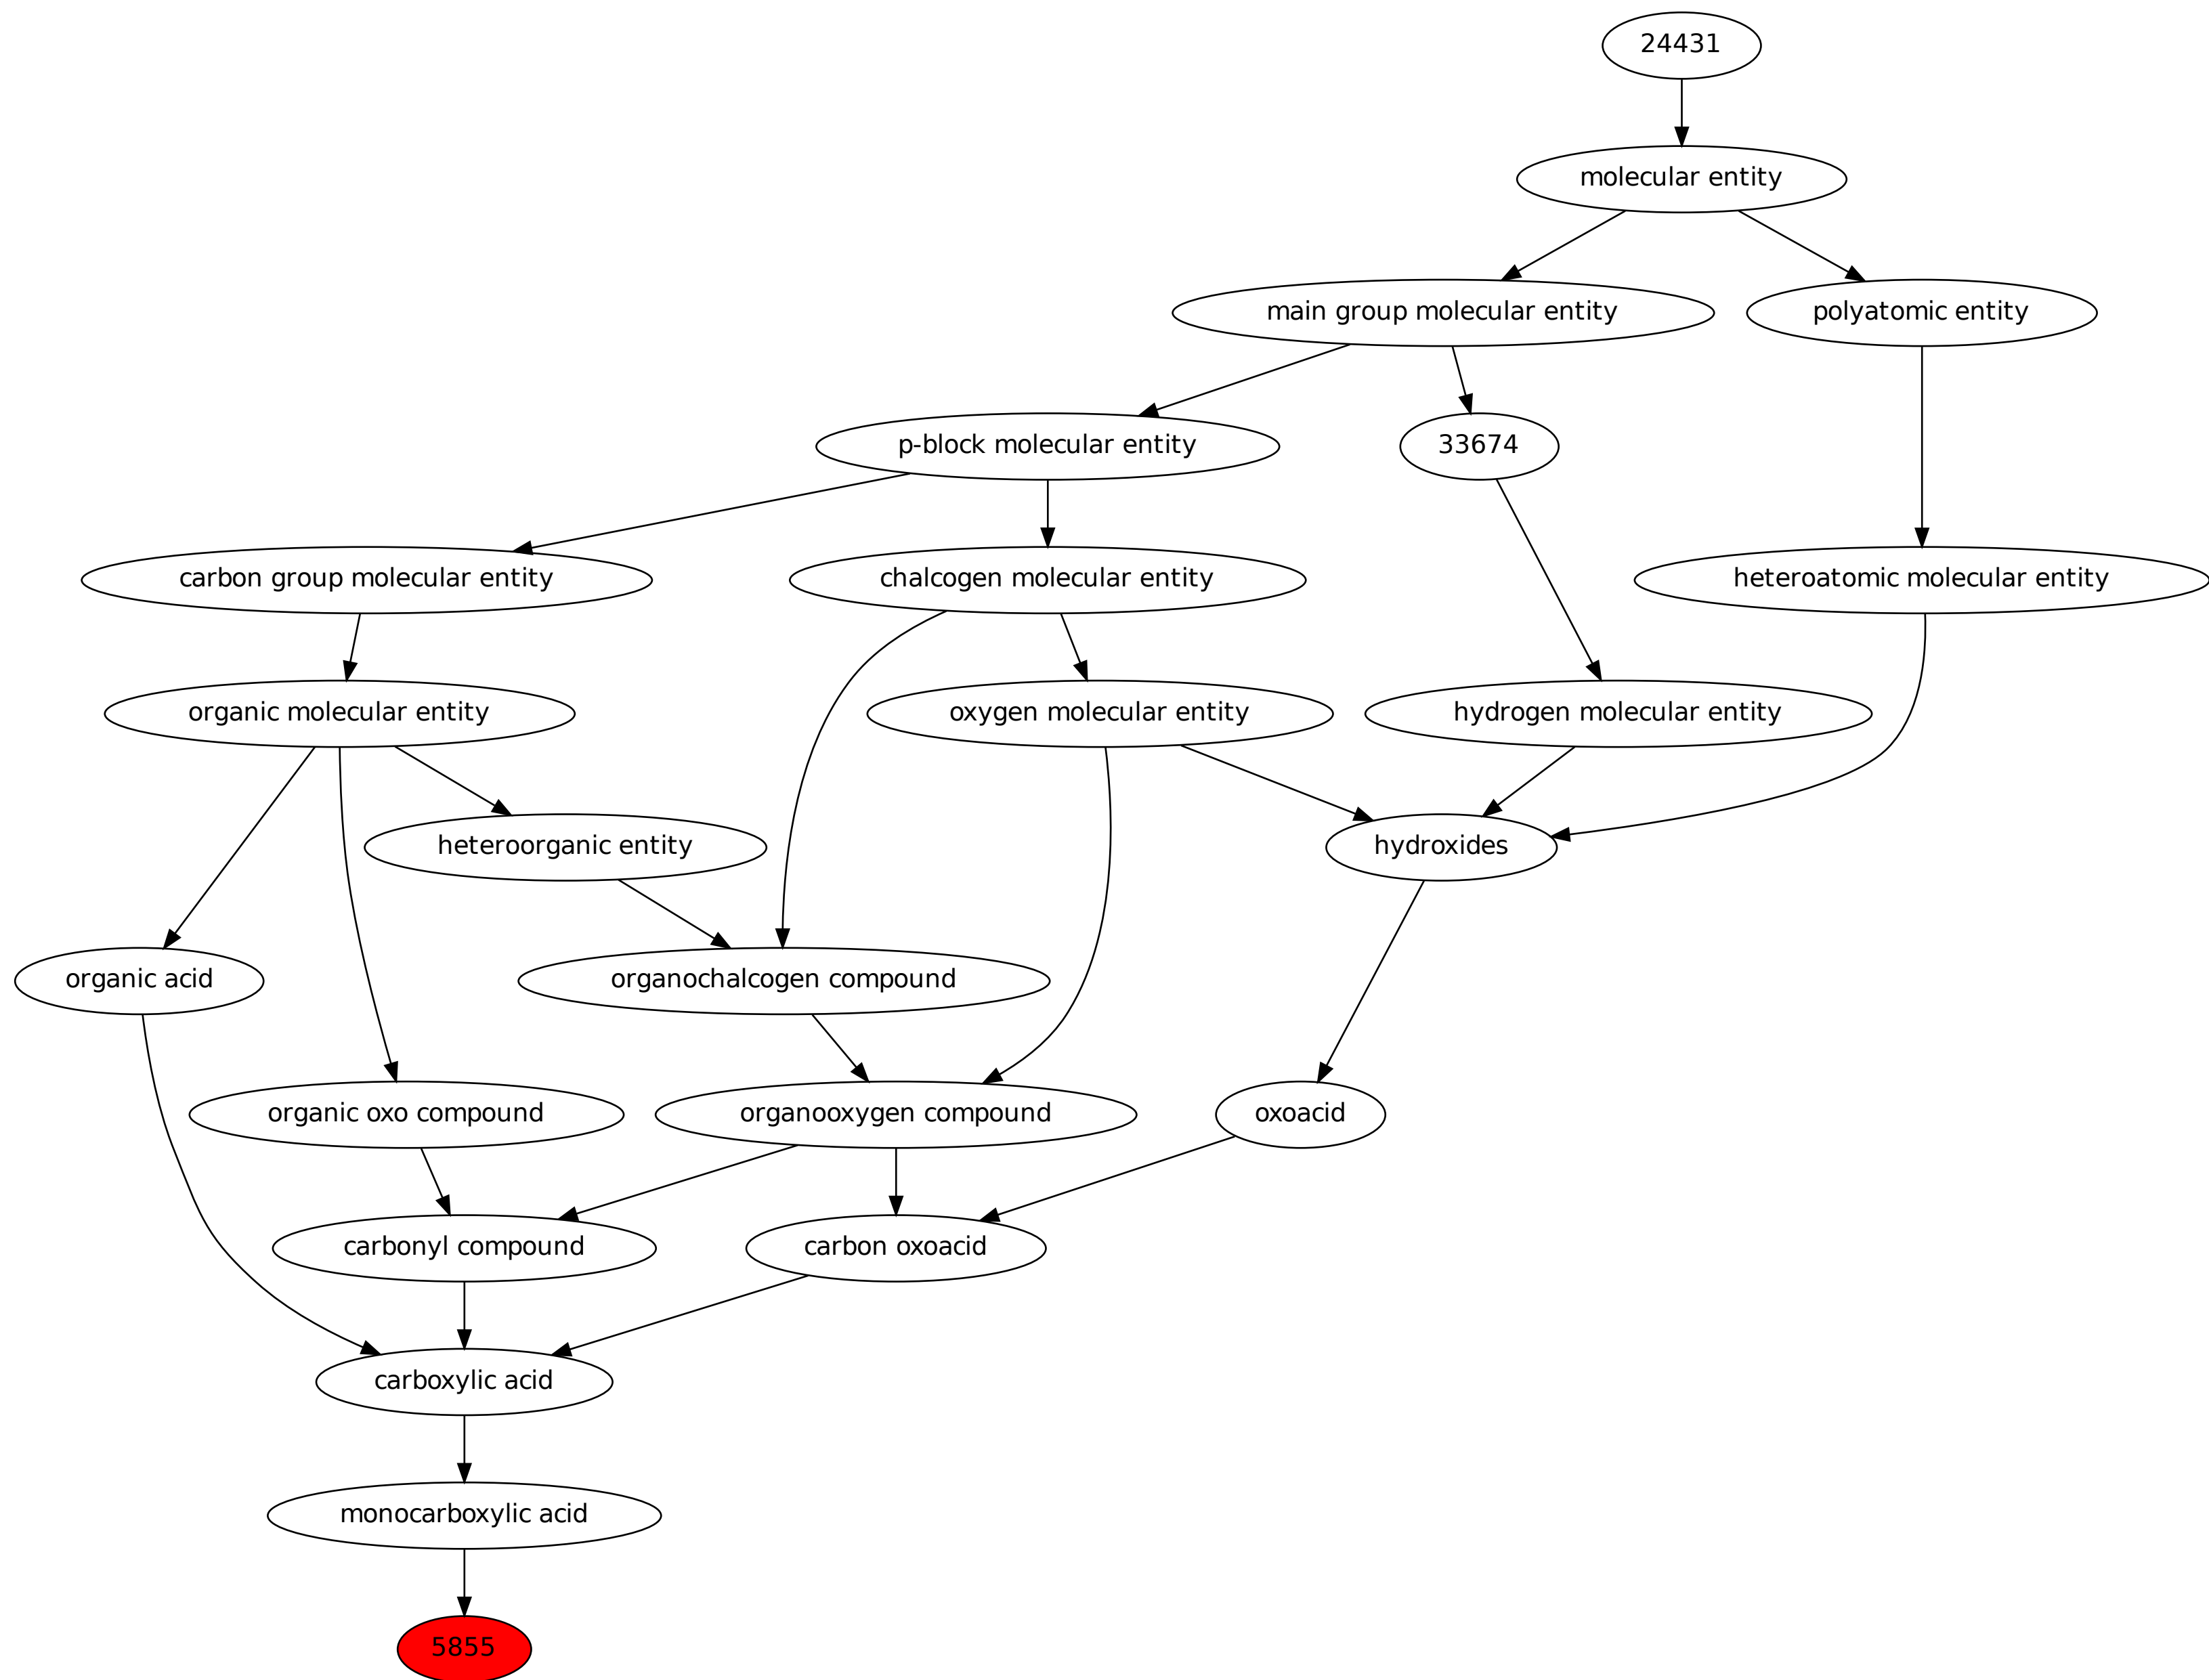 24431
molecular entity
main group molecular entity
polyatomic entity
p-block molecular entity
33674
carbon group molecular entity
chalcogen molecular entity
heteroatomic molecular entity
organic molecular entity
oxygen molecular entity
hydrogen molecular entity
heteroorganic entity
hydroxides
organic acid
organochalcogen compound
organic oxo compound
organooxygen compound
oxoacid
carbonyl compound
carbon oxoacid
carboxylic acid
monocarboxylic acid
5855